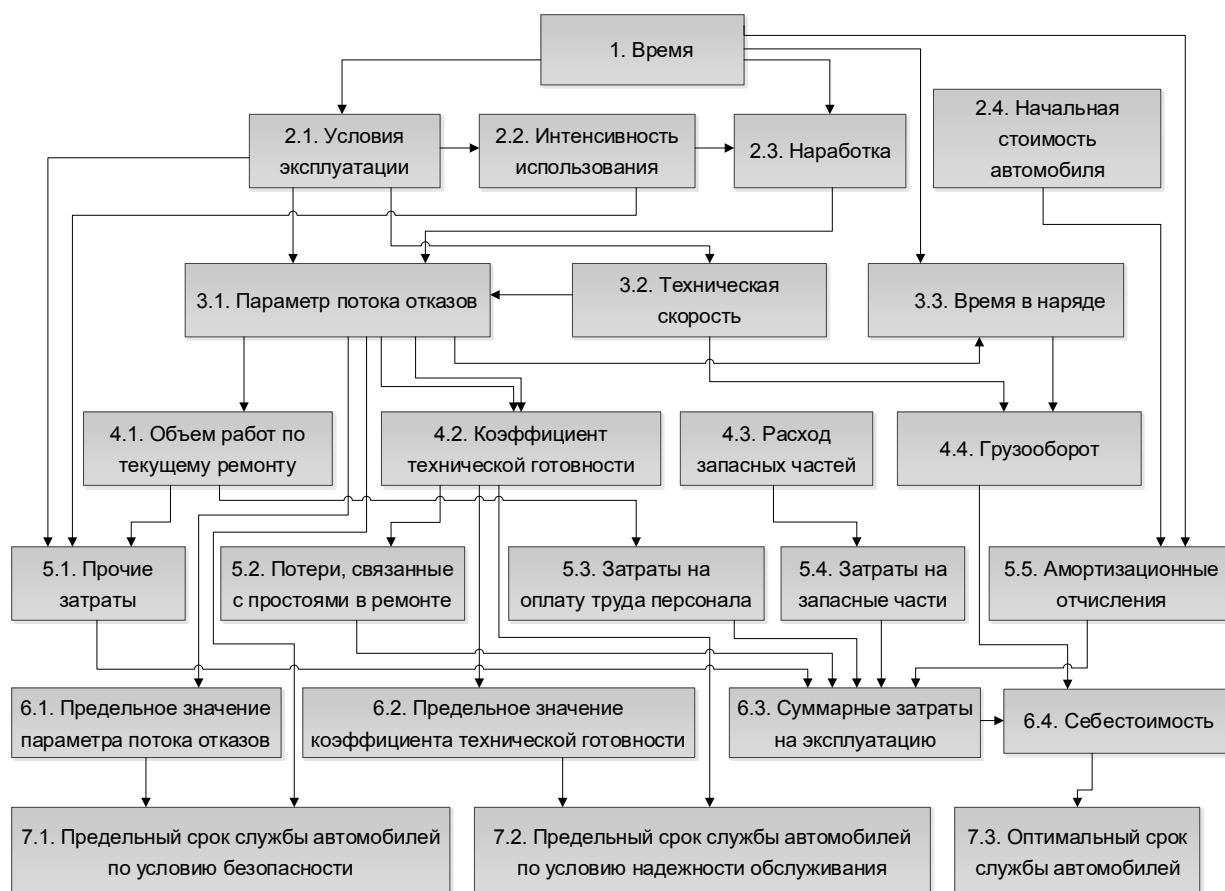 1. Время
2.1. Условия
эксплуатации
2.2. Интенсивность
использования
2.3. Наработка
2.4. Начальная
стоимость
автомобиля
3.1. Параметр потока отказов
3.2. Техническая
скорость
3.3. Время в наряде
4.1. Объем работ по
текущему ремонту
4.2. Коэффициент
технической готовности
4.3. Расход
запасных частей
4.4. Грузооборот
5.1. Прочие
затраты
5.2. Потери, связанные
с простоями в ремонте
5.3. Затраты на
оплату труда персонала
5.4. Затраты на
запасные части
5.5. Амортизационные
отчисления
6.1. Предельное значение
параметра потока отказов
6.2. Предельное значение
коэффициента технической готовности
6.3. Суммарные затраты
на эксплуатацию
6.4. Себестоимость
7.1. Предельный срок службы автомобилей
по условию безопасности
7.2. Предельный срок службы автомобилей
по условию надежности обслуживания
7.3. Оптимальный срок
службы автомобилей